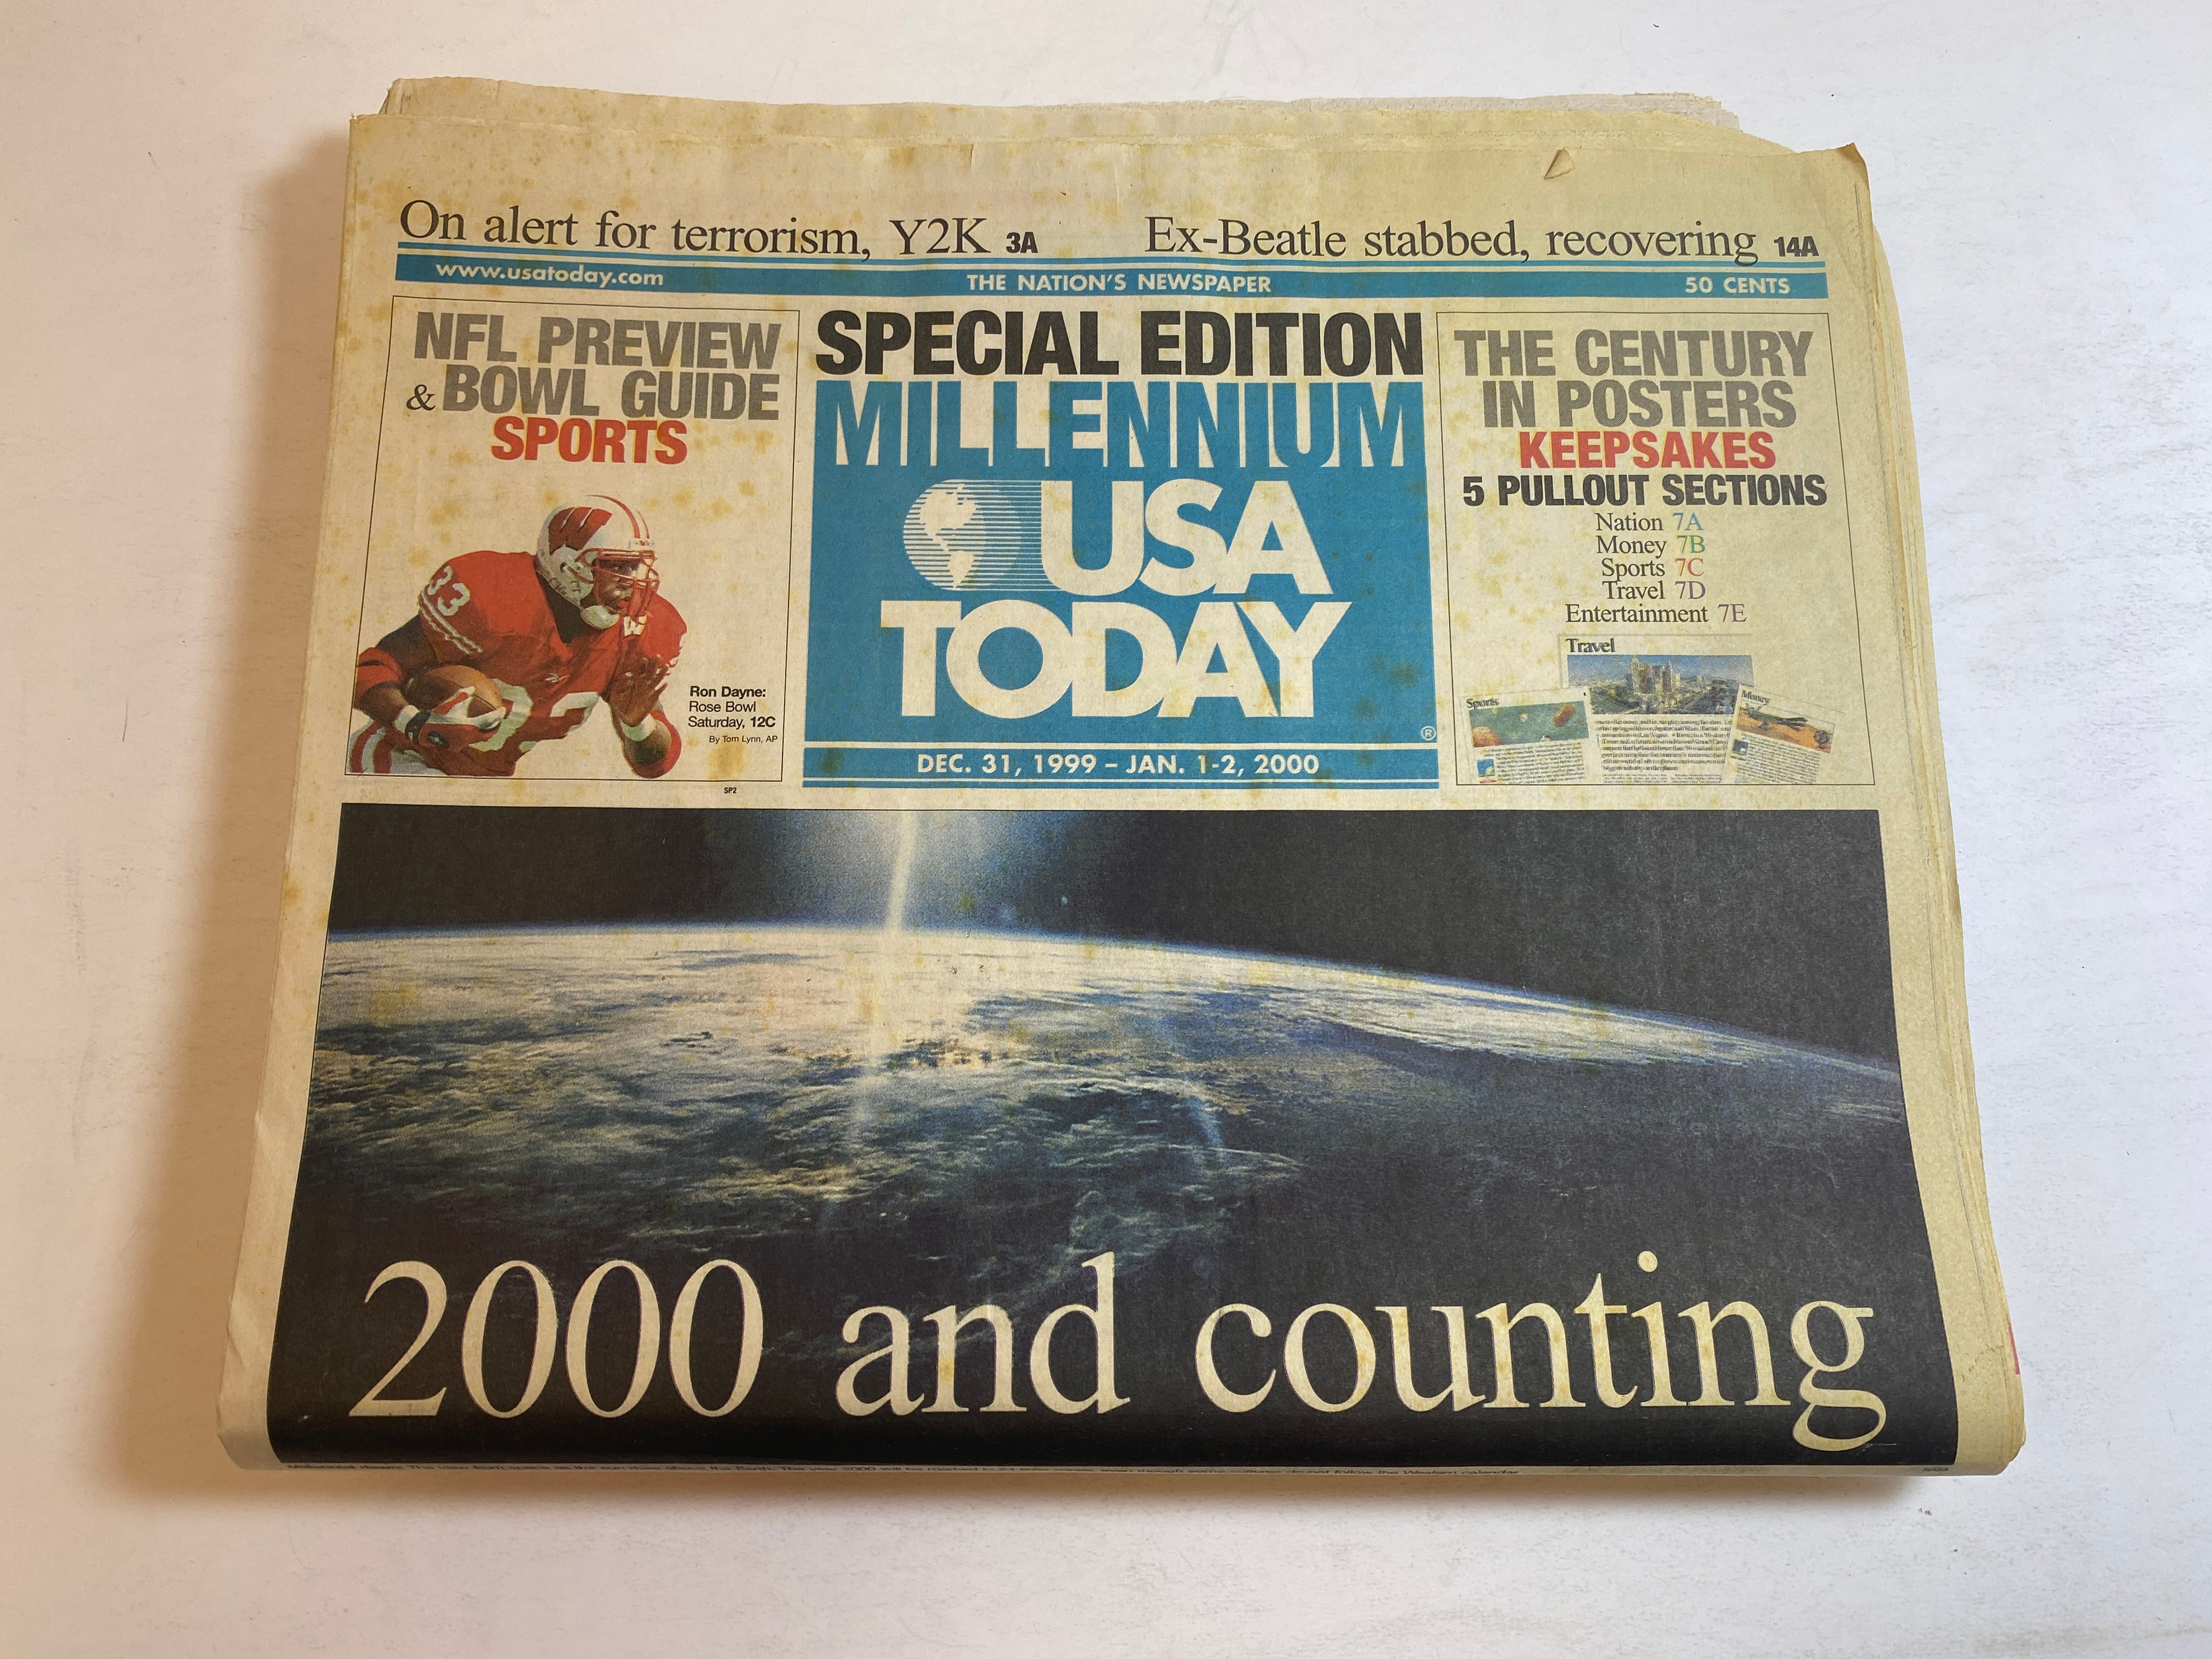 On alert for terrorism, Y2K 3A
Ex-Beatle stabbed, recovering 14A
www.usatoday.com
THE NATION'S NEWSPAPER
50 CENTS
NFL PREVIEW
& BOWL GUIDE
SPORTS
33
W
Ron Dayne:
Rose Bowl
Saturday, 12C
By Tom Lynn, AP
SP2
SPECIAL EDITION
MILLENNIUM
USA
TODAY
®
DEC. 31, 1999 – JAN. 1-2, 2000
THE CENTURY
IN POSTERS
KEEPSAKES
5 PULLOUT SECTIONS
Nation 7A
Money 7B
Sports 7C
Travel 7D
Entertainment 7E
Travel
Sports
Money
2000 and counting